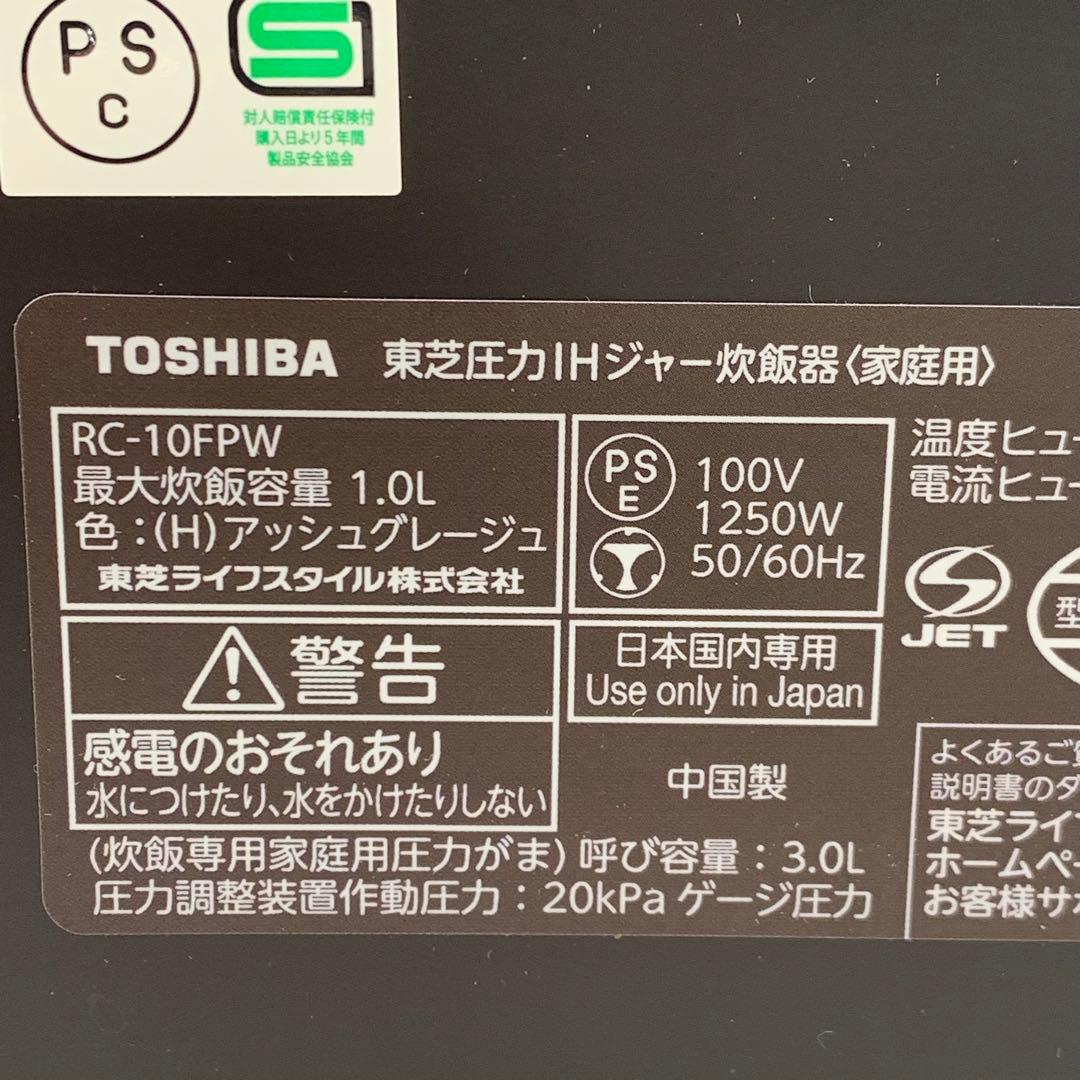 PS
C
S
対人賠償責任保険付
購入日より5年間
製品安全協会
TOSHIBA 東芝圧力IHジャー炊飯器〈家庭用〉
RC-10FPW
最大炊飯容量 1.0L
色:(H)アッシュグレージュ
東芝ライフスタイル株式会社
PS
E
100V
1250W
50/60Hz
温度ヒュー
電流ヒュー
JET
型
警告
感電のおそれあり
水につけたり、水をかけたりしない
日本国内専用
Use only in Japan
中国製
(炊飯専用家庭用圧力がま) 呼び容量:3.0L
圧力調整装置作動圧力:20kPa ゲージ圧力
よくあるご
説明書のダ
東芝ライフ
ホームペー
お客様サポ